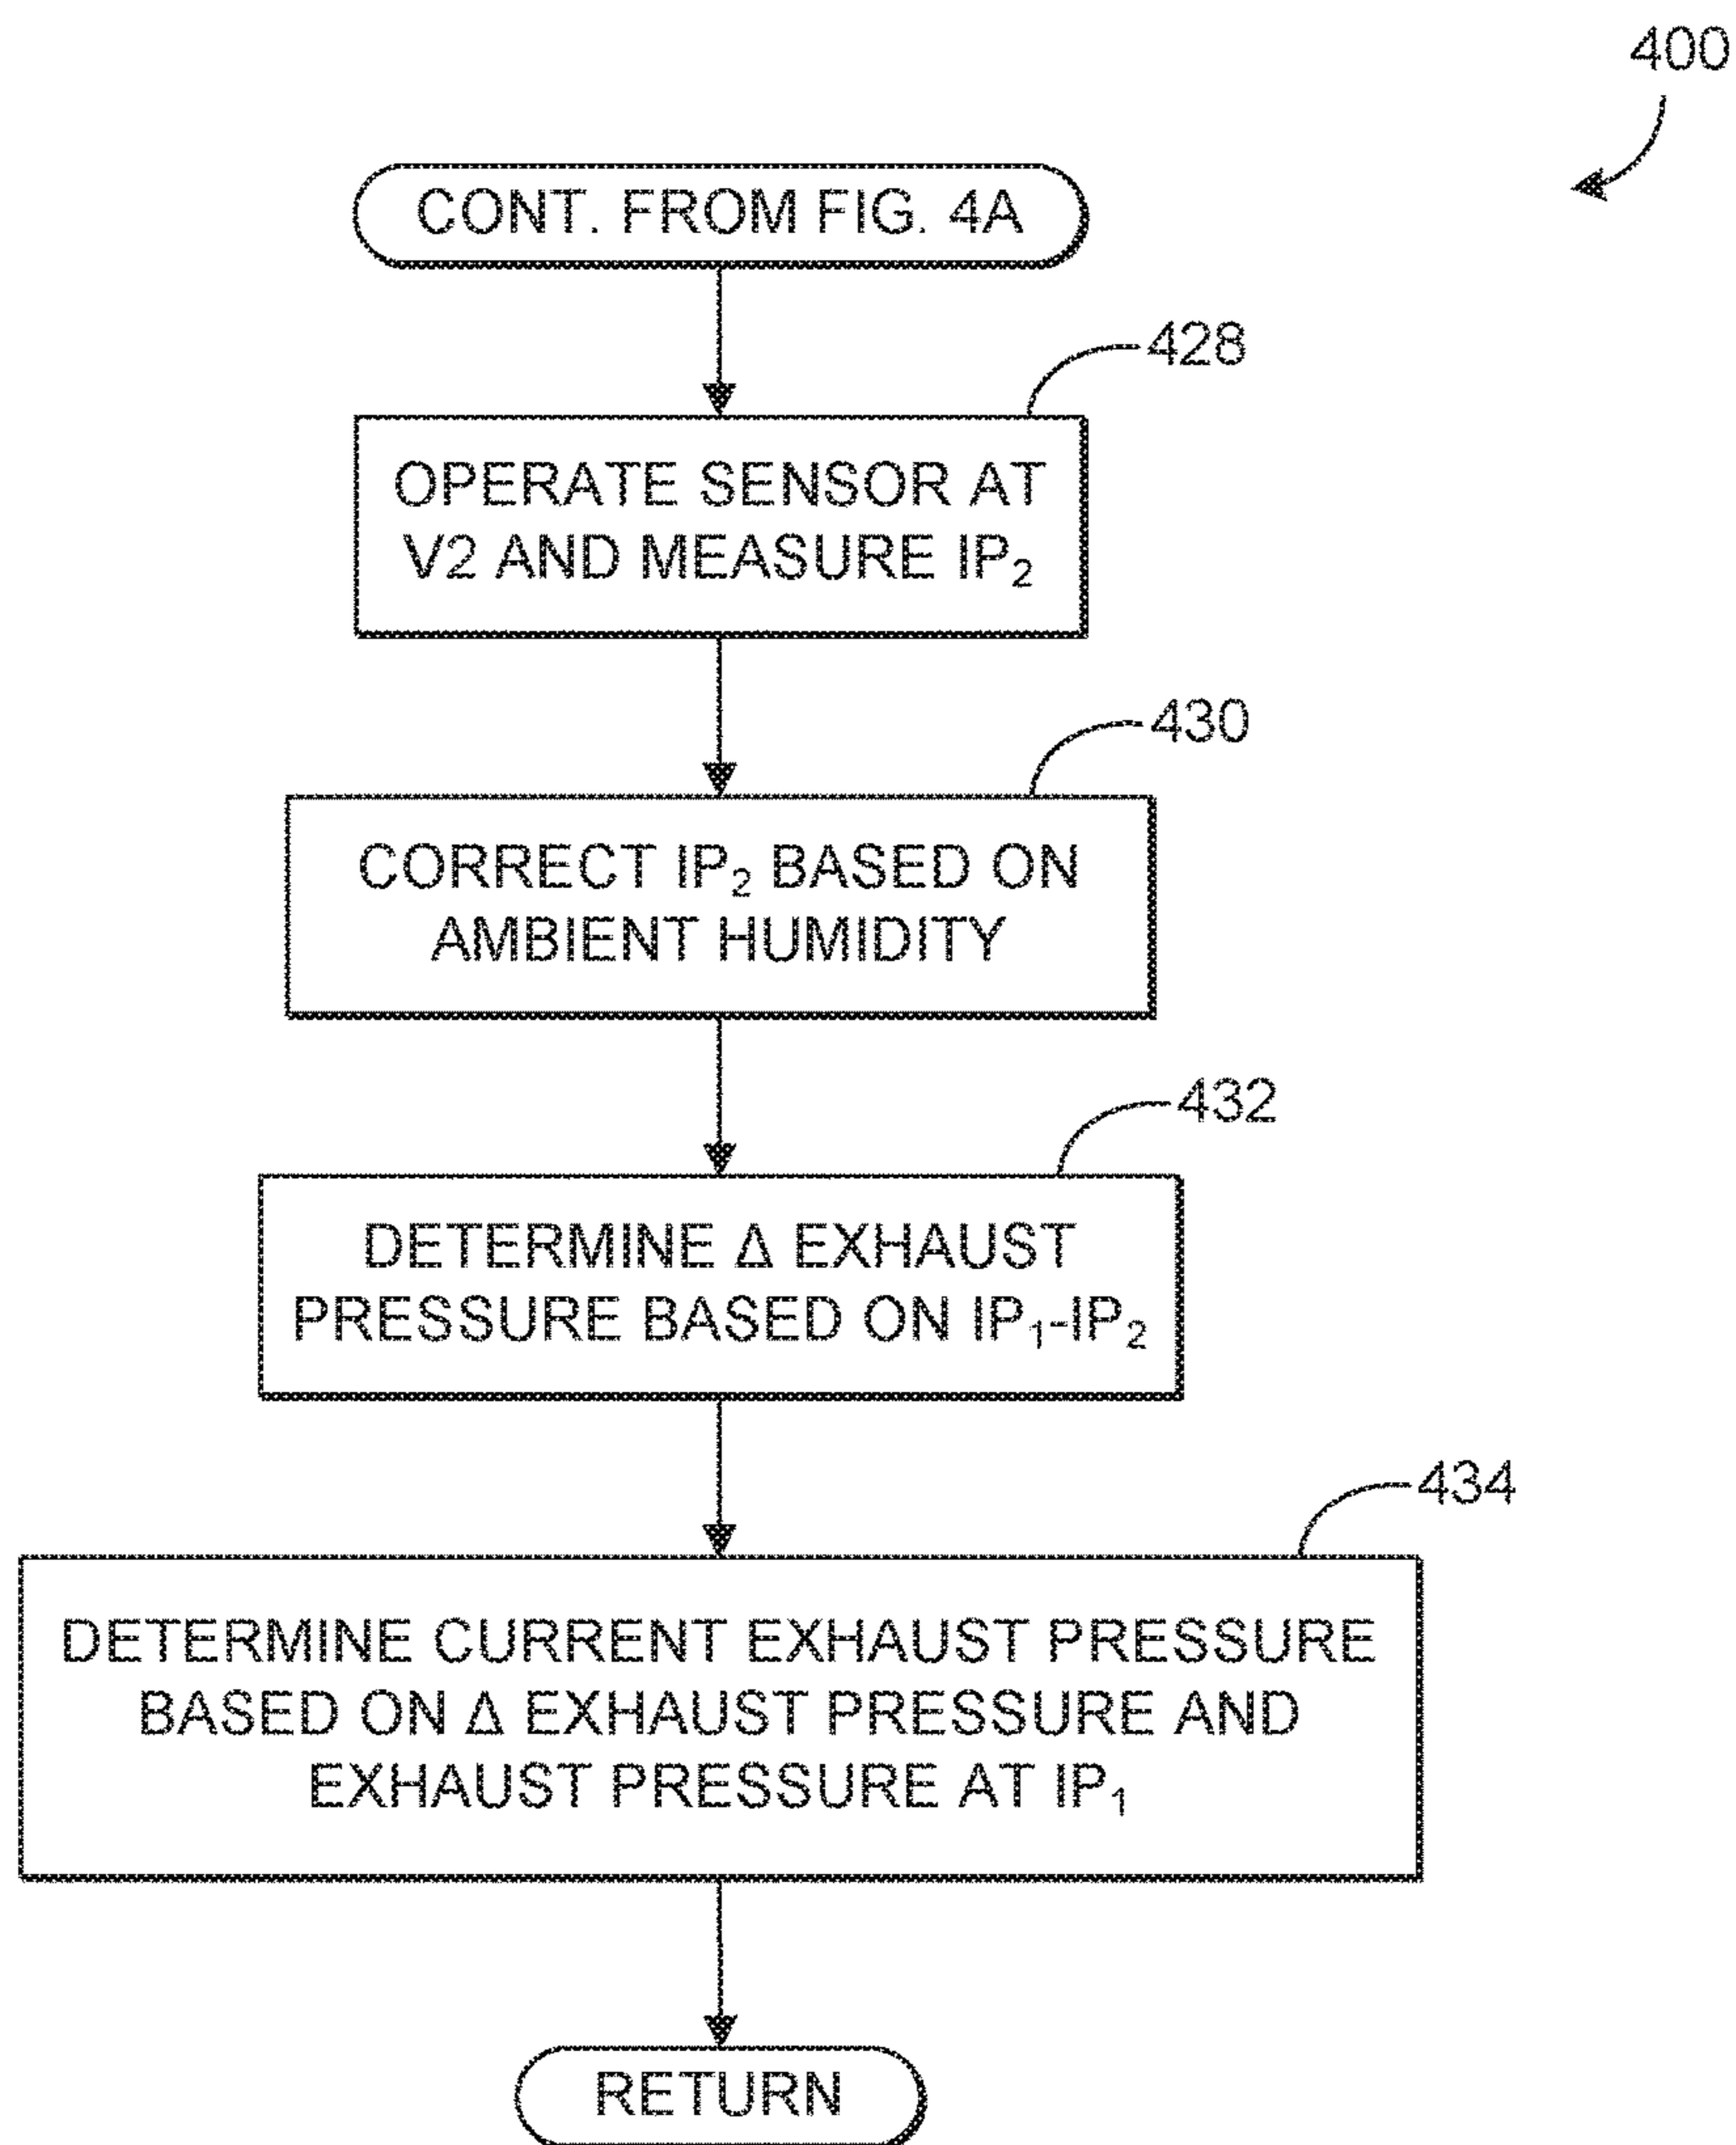 400
CONT. FROM FIG. 4A
428
OPERATE SENSOR AT
V2 AND MEASURE IP₂
430
CORRECT IP₂ BASED ON
AMBIENT HUMIDITY
432
DETERMINE Δ EXHAUST
PRESSURE BASED ON IP₁-IP₂
434
DETERMINE CURRENT EXHAUST PRESSURE
BASED ON Δ EXHAUST PRESSURE AND
EXHAUST PRESSURE AT IP₁
RETURN